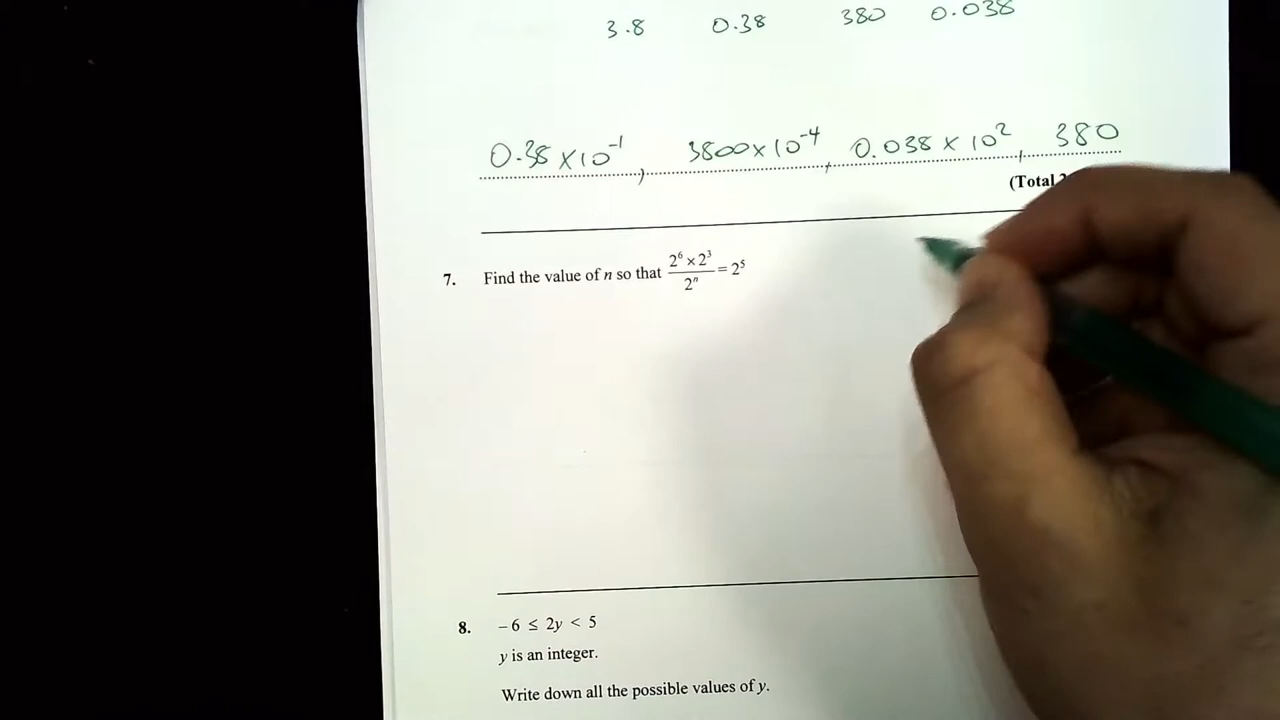 3.8 0.38 380 0.038
0.38 × 10⁻¹ , 3800 × 10⁻⁴ , 0.038 × 10² , 380
(Total
7. Find the value of n so that (2⁶ × 2³)/2ⁿ = 2⁵
8. – 6 ≤ 2y < 5
y is an integer.
Write down all the possible values of y.